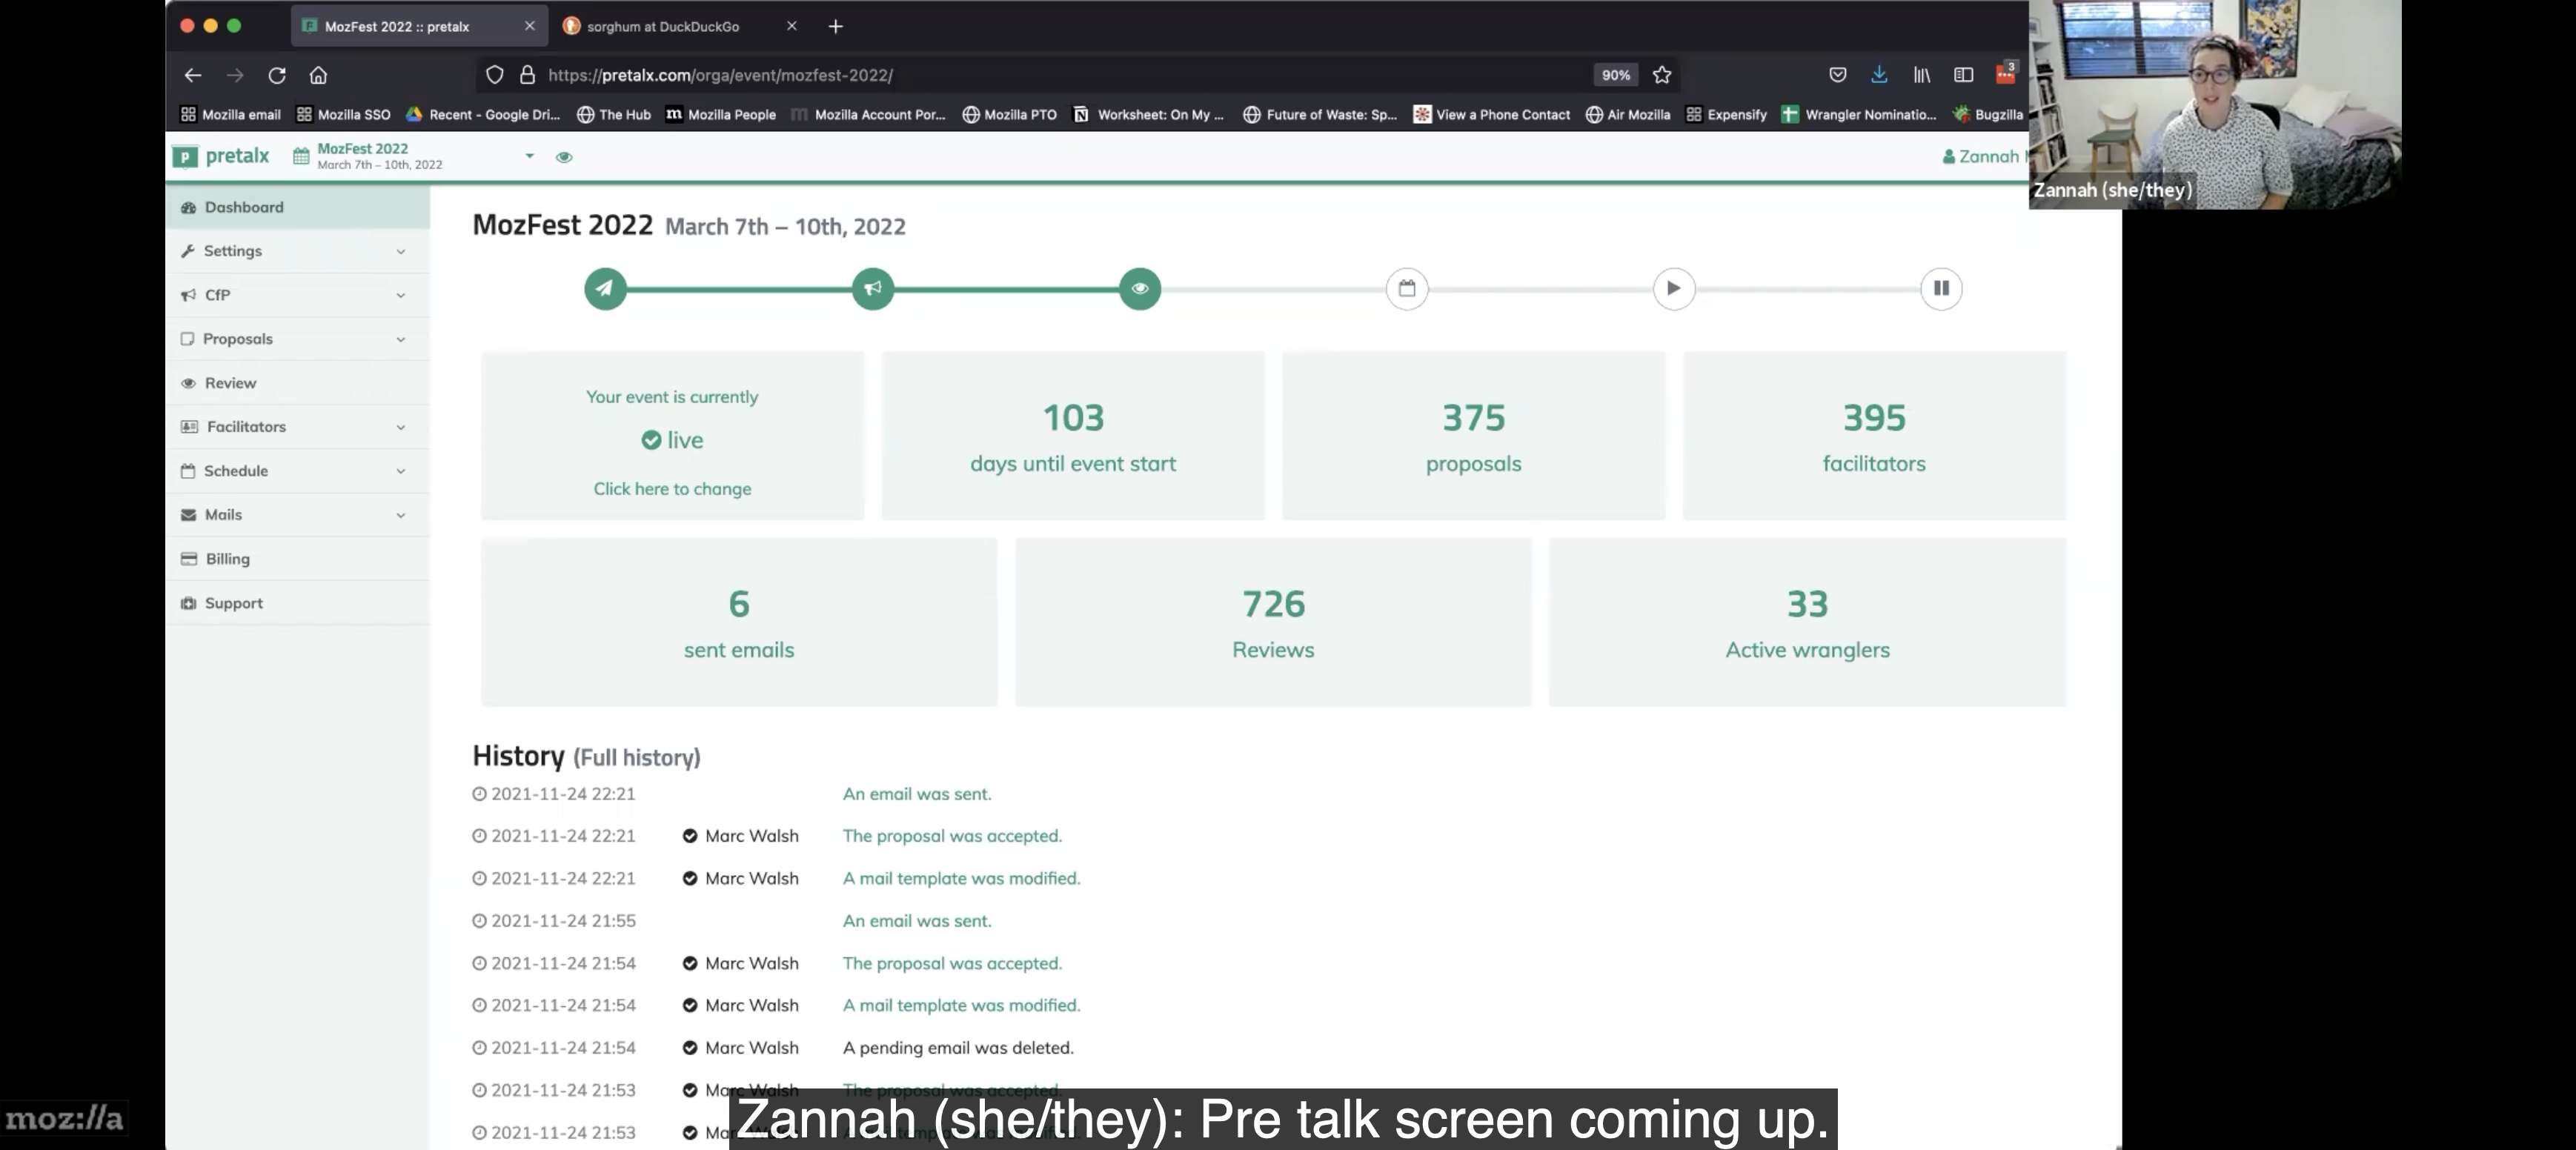 MozFest 2022 :: pretalx
sorghum at DuckDuckGo
https://pretalx.com/orga/event/mozfest-2022/
90%
3
Mozilla email
Mozilla SSO
Recent - Google Dri...
The Hub
Mozilla People
Mozilla Account Por...
Mozilla PTO
Worksheet: On My ...
Future of Waste: Sp...
View a Phone Contact
Air Mozilla
Expensify
Wrangler Nominatio...
Bugzilla
Zannah (she/they)
pretalx
MozFest 2022
March 7th – 10th, 2022
Zannah
Dashboard
Settings
CfP
Proposals
Review
Facilitators
Schedule
Mails
Billing
Support
MozFest 2022 March 7th – 10th, 2022
Your event is currently
live
Click here to change
103
days until event start
375
proposals
395
facilitators
6
sent emails
726
Reviews
33
Active wranglers
History (Full history)
2021-11-24 22:21 An email was sent.
2021-11-24 22:21 Marc Walsh The proposal was accepted.
2021-11-24 22:21 Marc Walsh A mail template was modified.
2021-11-24 21:55 An email was sent.
2021-11-24 21:54 Marc Walsh The proposal was accepted.
2021-11-24 21:54 Marc Walsh A mail template was modified.
2021-11-24 21:54 Marc Walsh A pending email was deleted.
2021-11-24 21:53 Marc Walsh The proposal was accepted.
2021-11-24 21:53
Zannah (she/they): Pre talk screen coming up.
moz://a